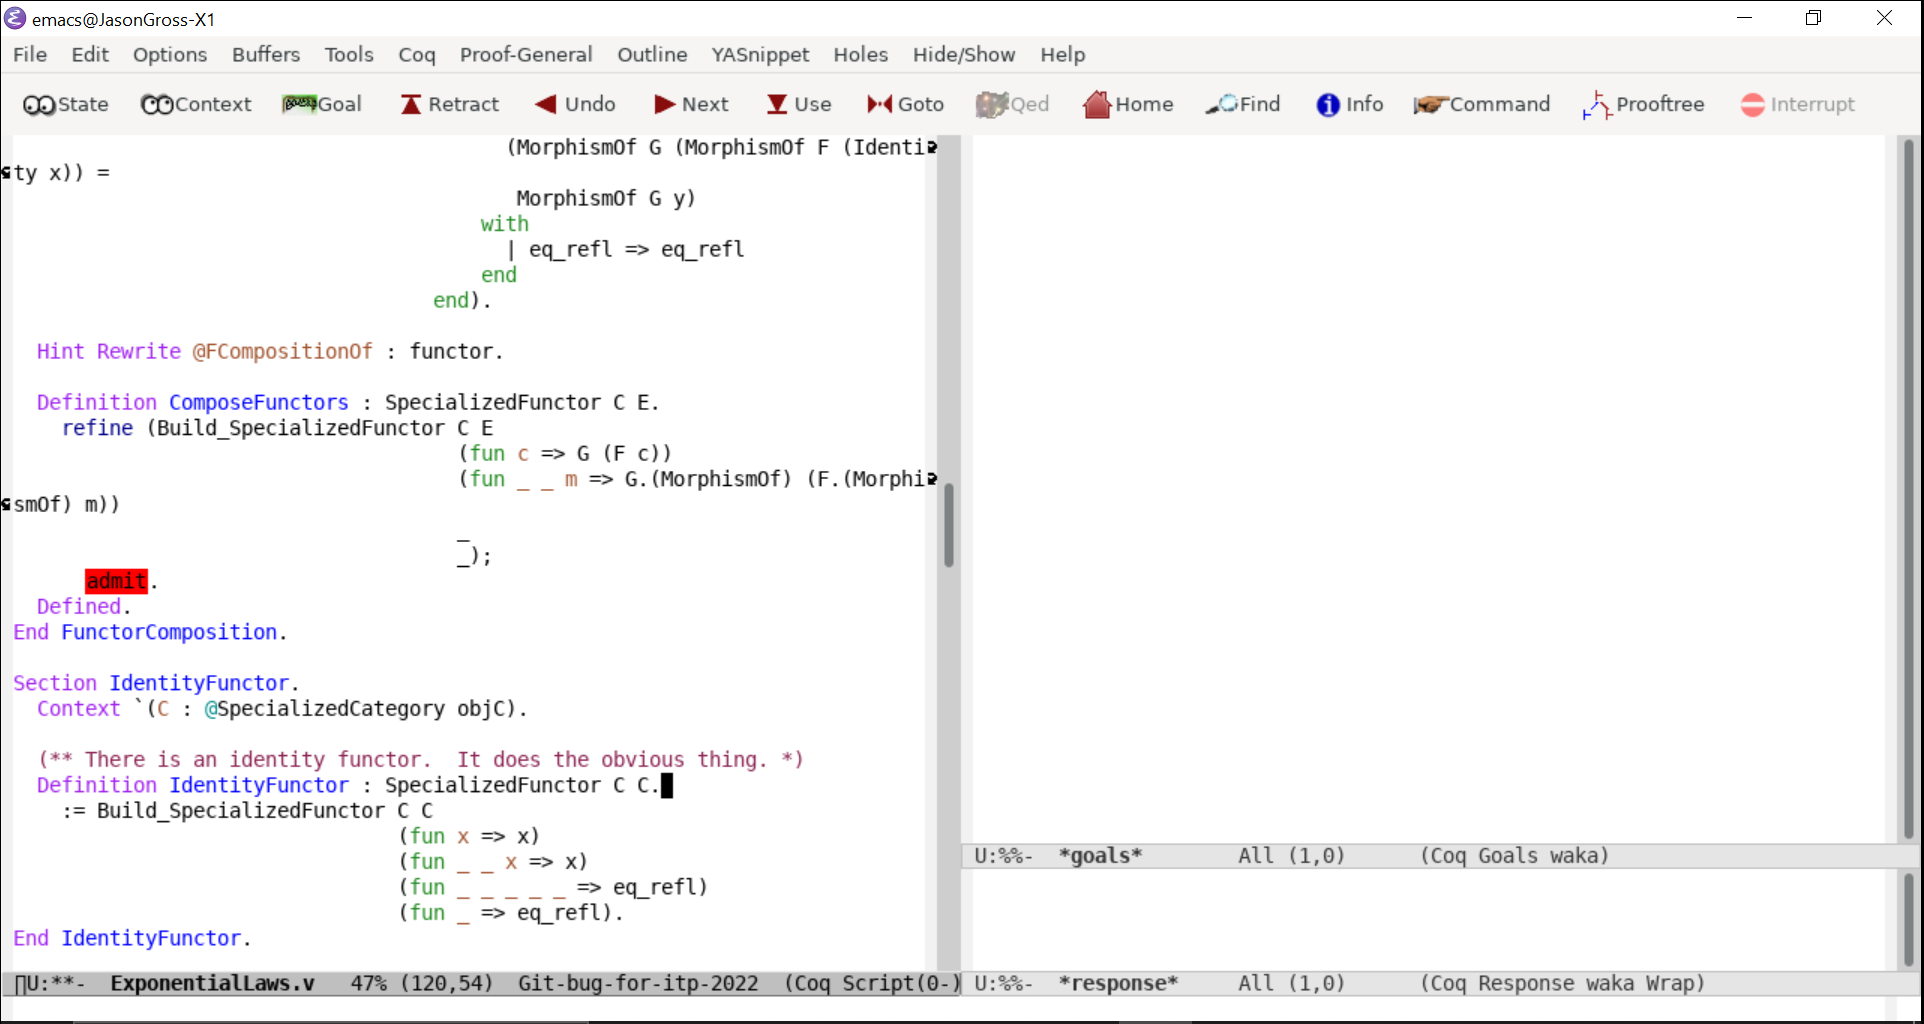 emacs@JasonGross-X1
File Edit Options Buffers Tools Coq Proof-General Outline YASnippet Holes Hide/Show Help
State Context Goal Retract Undo Next Use Goto Qed Home Find Info Command Prooftree Interrupt
(MorphismOf G (MorphismOf F (Identi
ty x)) =
MorphismOf G y)
with
| eq_refl => eq_refl
end
end).
Hint Rewrite @FCompositionOf : functor.
Definition ComposeFunctors : SpecializedFunctor C E.
refine (Build_SpecializedFunctor C E
(fun c => G (F c))
(fun _ _ m => G.(MorphismOf) (F.(Morphi
smOf) m))
_
_);
admit.
Defined.
End FunctorComposition.
Section IdentityFunctor.
Context `(C : @SpecializedCategory objC).
(** There is an identity functor.  It does the obvious thing. *)
Definition IdentityFunctor : SpecializedFunctor C C.
:= Build_SpecializedFunctor C C
(fun x => x)
(fun _ _ x => x)
(fun _ _ _ _ _ => eq_refl)
(fun _ => eq_refl).
End IdentityFunctor.
U:**-  ExponentialLaws.v   47% (120,54)  Git-bug-for-itp-2022  (Coq Script(0-)
U:%%-  *goals*        All (1,0)      (Coq Goals waka)
U:%%-  *response*     All (1,0)      (Coq Response waka Wrap)